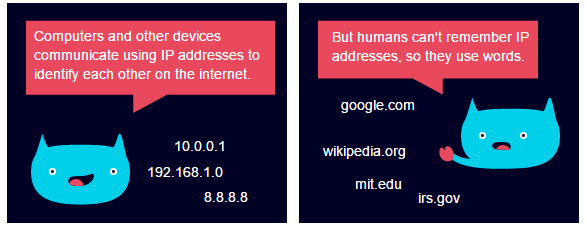 Computers and other devices
communicate using IP addresses to
identify each other on the internet.
10.0.0.1
192.168.1.0
8.8.8.8
But humans can't remember IP
addresses, so they use words.
google.com
wikipedia.org
mit.edu
irs.gov